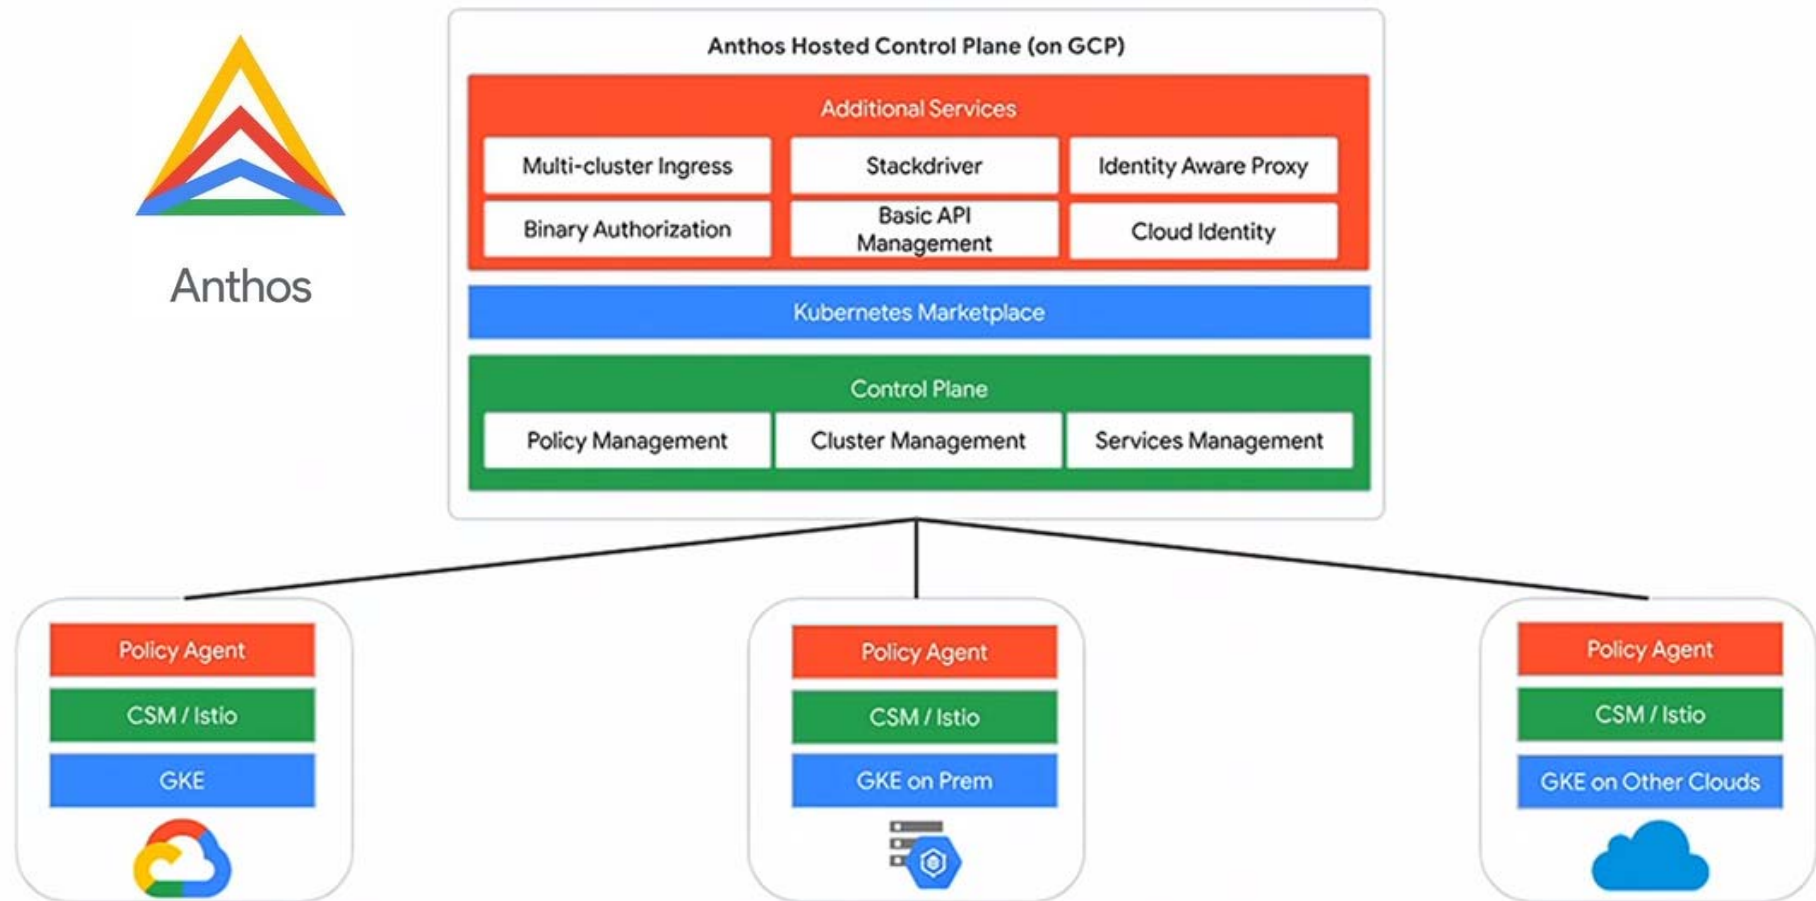 Anthos Hosted Control Plane (on GCP)
Additional Services
Multi-cluster Ingress
Stackdriver
Identity Aware Proxy
Binary Authorization
Basic API
Management
Cloud Identity
Anthos
Kubernetes Marketplace
Control Plane
Policy Management
Cluster Management
Services Management
Policy Agent
CSM / Istio
GKE
Policy Agent
CSM / Istio
GKE on Prem
Policy Agent
CSM / Istio
GKE on Other Clouds